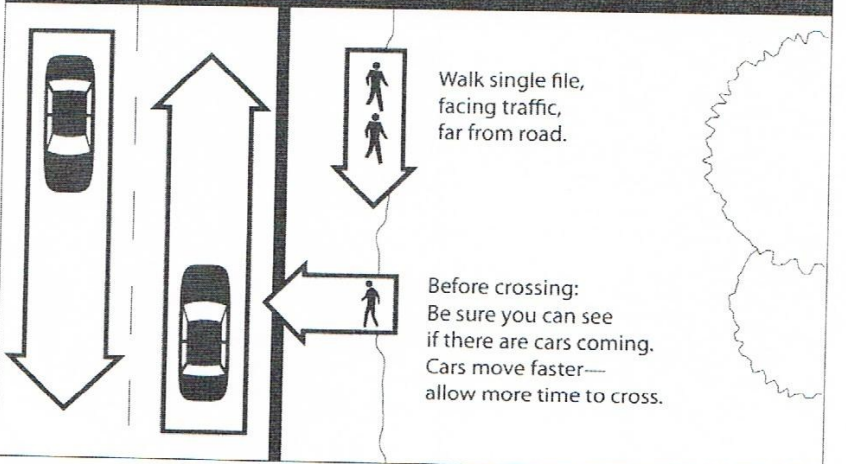 Walk single file,
facing traffic,
far from road.
Before crossing:
Be sure you can see
if there are cars coming.
Cars move faster—
allow more time to cross.